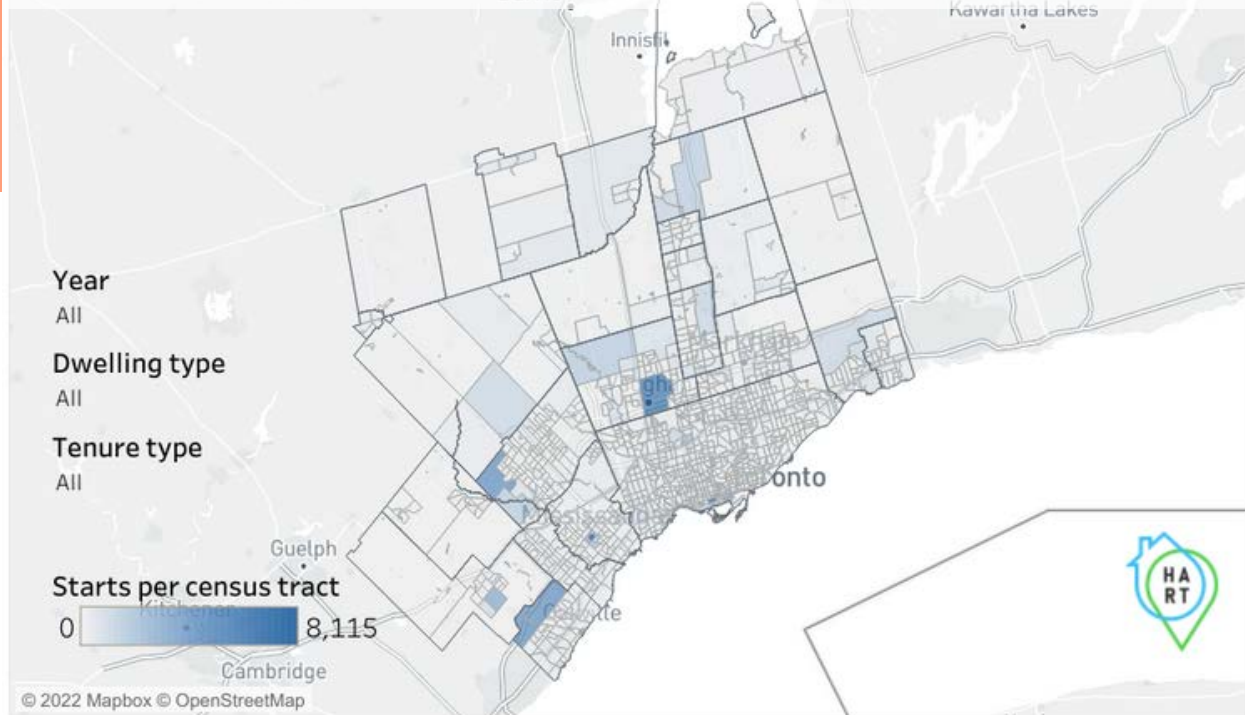 Kawartha Lakes
Innisfil
Year
All
Dwelling type
All
Tenure type
All
onto
Guelph
Starts per census tract
Kitchener
0
8,115
Cambridge
HA
RT
© 2022 Mapbox © OpenStreetMap